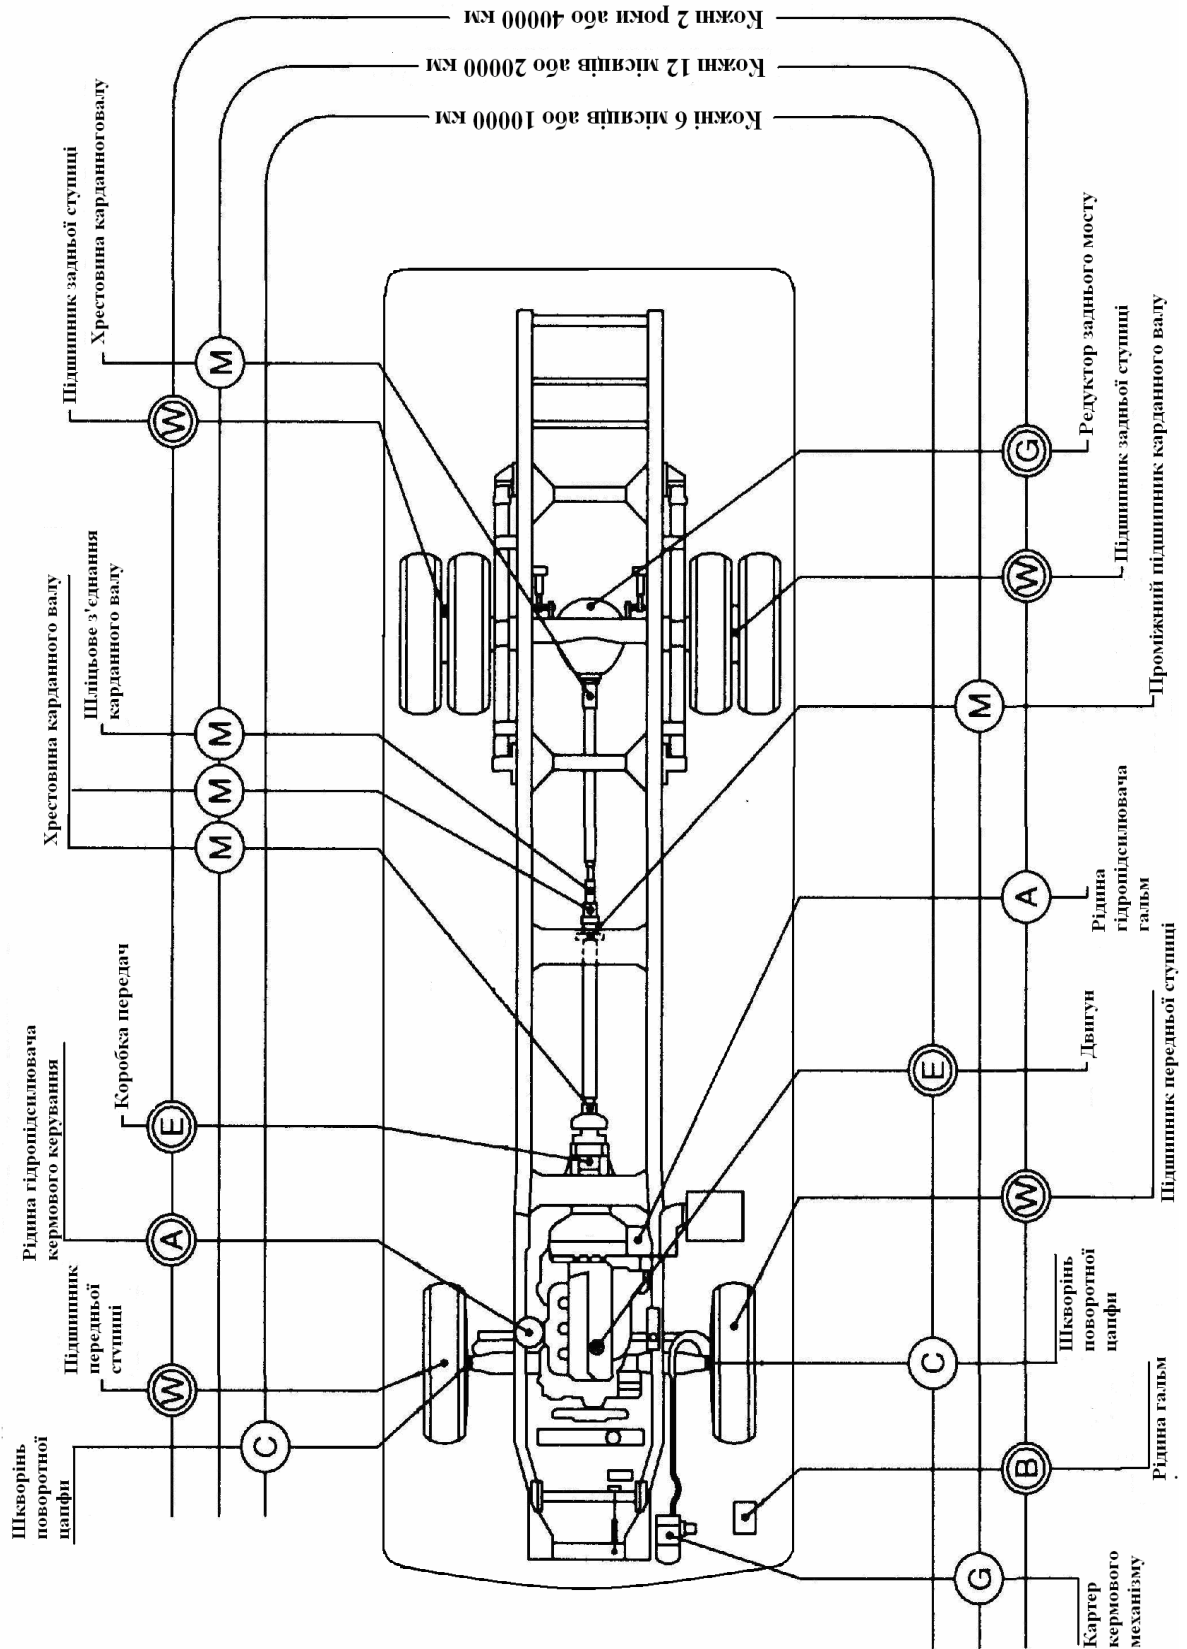 Кожні 2 роки або 40000 км
Кожні 12 місяців або 20000 км
Кожні 6 місяців або 10000 км
Шкворінь
поворотної
цапфи
Підшипник
передньої
ступиці
Рідина гідропідсилювача
кермового керування
Коробка передач
Хрестовина карданного валу
Шліцьове з'єднання
карданного валу
Підшипник задньої ступиці
Хрестовина карданноговалу
C
W
A
E
M
M
M
W
M
G
B
C
W
E
A
M
W
G
Картер
кермового
механізму
Рідина гальм
Шкворінь
поворотної
цапфи
Підшипник передньої ступиці
Двигун
Рідина
гідропідсилювача
гальм
Проміжний підшипник карданного валу
Підшипник задньої ступиці
Редуктор заднього мосту